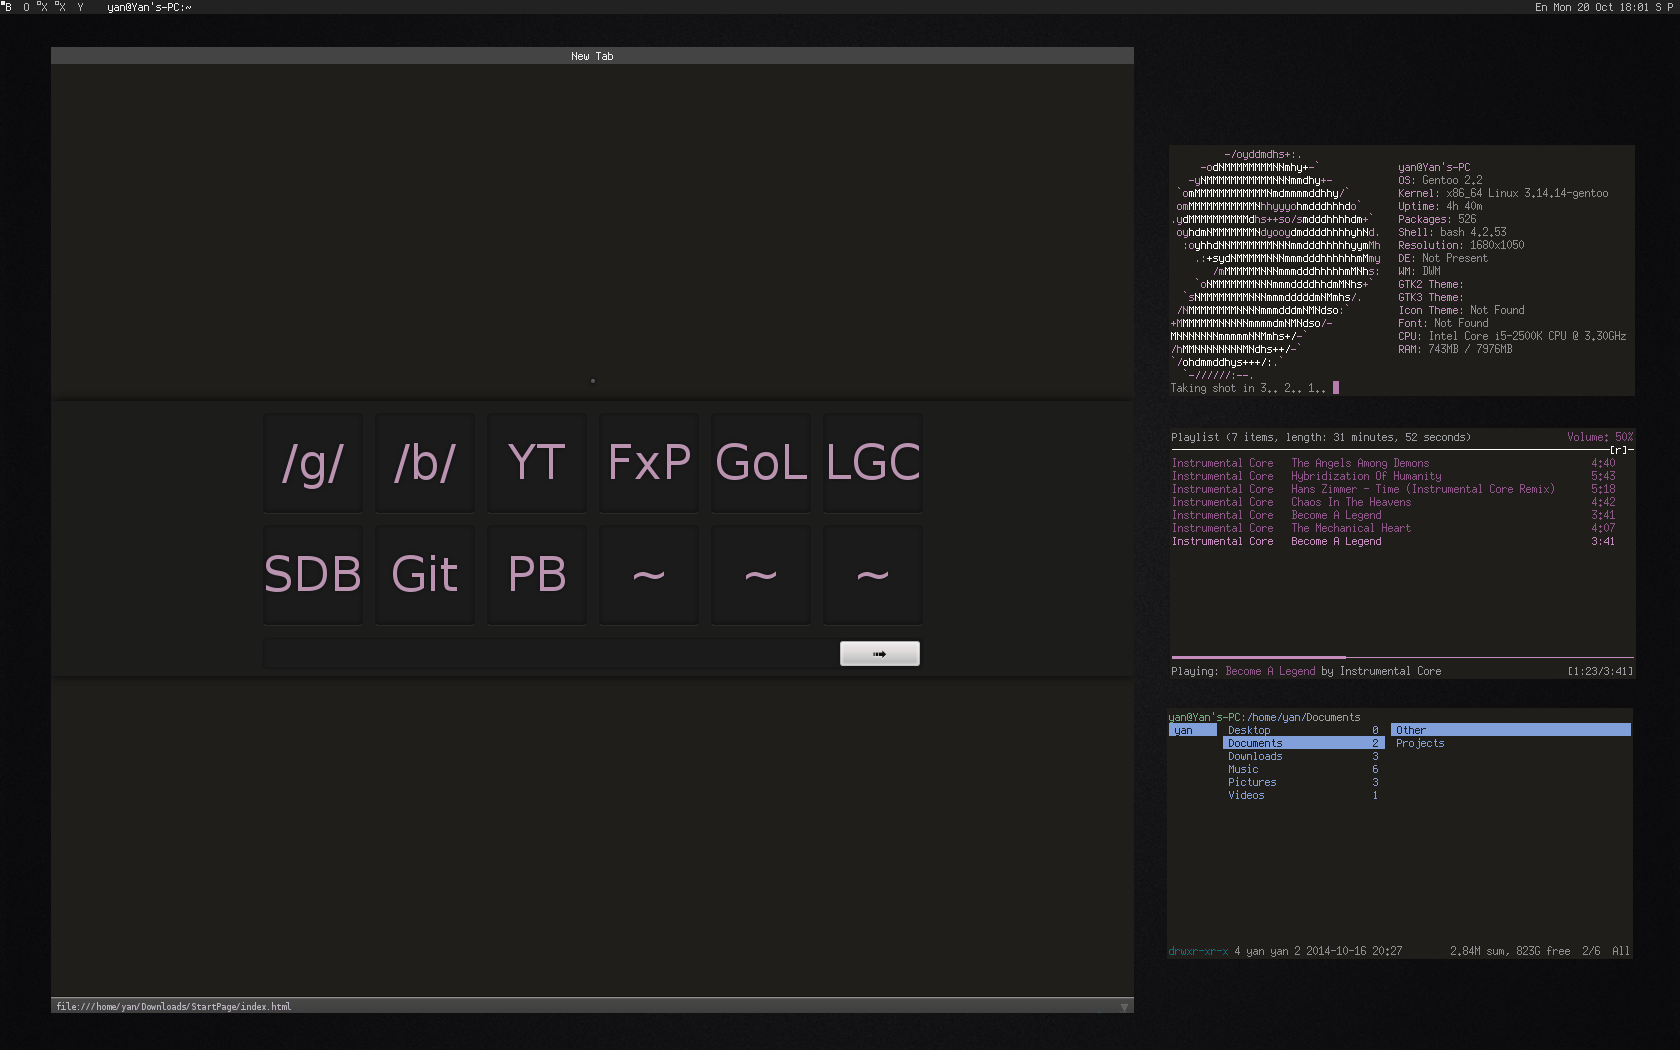 B O X X Y yan@Yan's-PC:~
En Mon 20 Oct 18:01 S P
New Tab
/g/ /b/ YT FxP GoL LGC
SDB Git PB ~ ~ ~
file:///home/yan/Downloads/StartPage/index.html
yan@Yan's-PC
OS: Gentoo 2.2
Kernel: x86_64 Linux 3.14.14-gentoo
Uptime: 4h 40m
Packages: 526
Shell: bash 4.2.53
Resolution: 1680x1050
DE: Not Present
WM: DWM
GTK2 Theme:
GTK3 Theme:
Icon Theme: Not Found
Font: Not Found
CPU: Intel Core i5-2500K CPU @ 3.30GHz
RAM: 743MB / 7976MB
Taking shot in 3.. 2.. 1..
Playlist (7 items, length: 31 minutes, 52 seconds) Volume: 50%
[r]
Instrumental Core The Angels Among Demons 4:40
Instrumental Core Hybridization Of Humanity 5:43
Instrumental Core Hans Zimmer - Time (Instrumental Core Remix) 5:18
Instrumental Core Chaos In The Heavens 4:42
Instrumental Core Become A Legend 3:41
Instrumental Core The Mechanical Heart 4:07
Instrumental Core Become A Legend 3:41
Playing: Become A Legend by Instrumental Core [1:23/3:41]
yan@Yan's-PC:/home/yan/Documents
yan Desktop 0 Other
Documents 2 Projects
Downloads 3
Music 6
Pictures 3
Videos 1
drwxr-xr-x 4 yan yan 2 2014-10-16 20:27 2.84M sum, 823G free 2/6 All